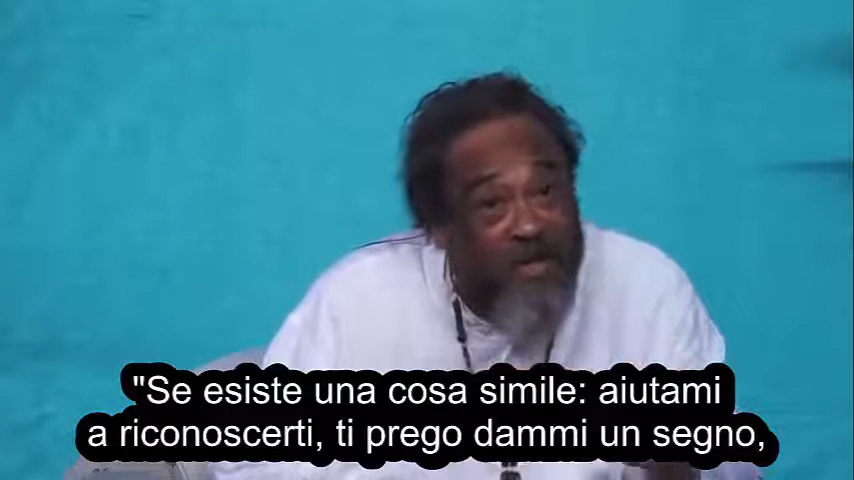 "Se esiste una cosa simile: aiutami
a riconoscerti, ti prego dammi un segno,